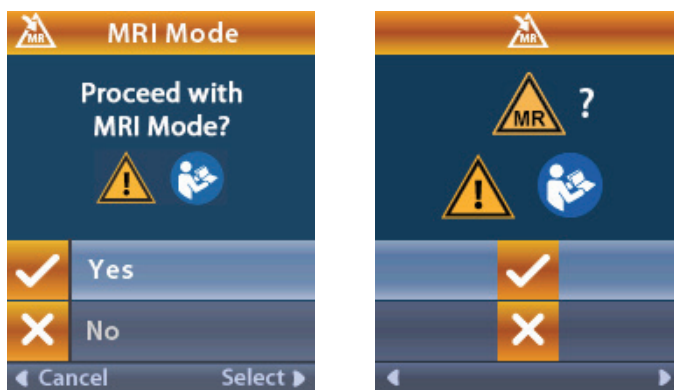 MR MRI Mode
Proceed with
MRI Mode?
!
Yes
No
Cancel Select
MR
MR ?
!